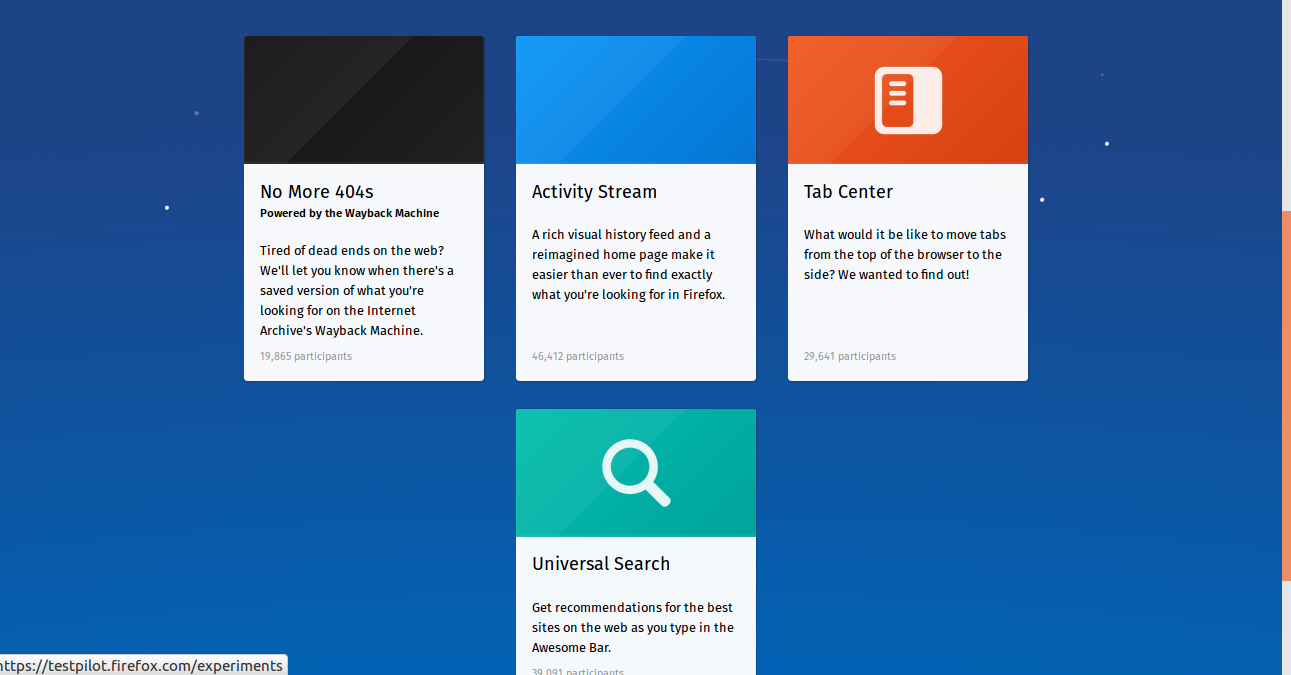 No More 404s
Powered by the Wayback Machine
Tired of dead ends on the web?
We'll let you know when there's a
saved version of what you're
looking for on the Internet
Archive's Wayback Machine.
19,865 participants
Activity Stream
A rich visual history feed and a
reimagined home page make it
easier than ever to find exactly
what you're looking for in Firefox.
46,412 participants
Tab Center
What would it be like to move tabs
from the top of the browser to the
side? We wanted to find out!
29,641 participants
Universal Search
Get recommendations for the best
sites on the web as you type in the
Awesome Bar.
39,091 participants
https://testpilot.firefox.com/experiments